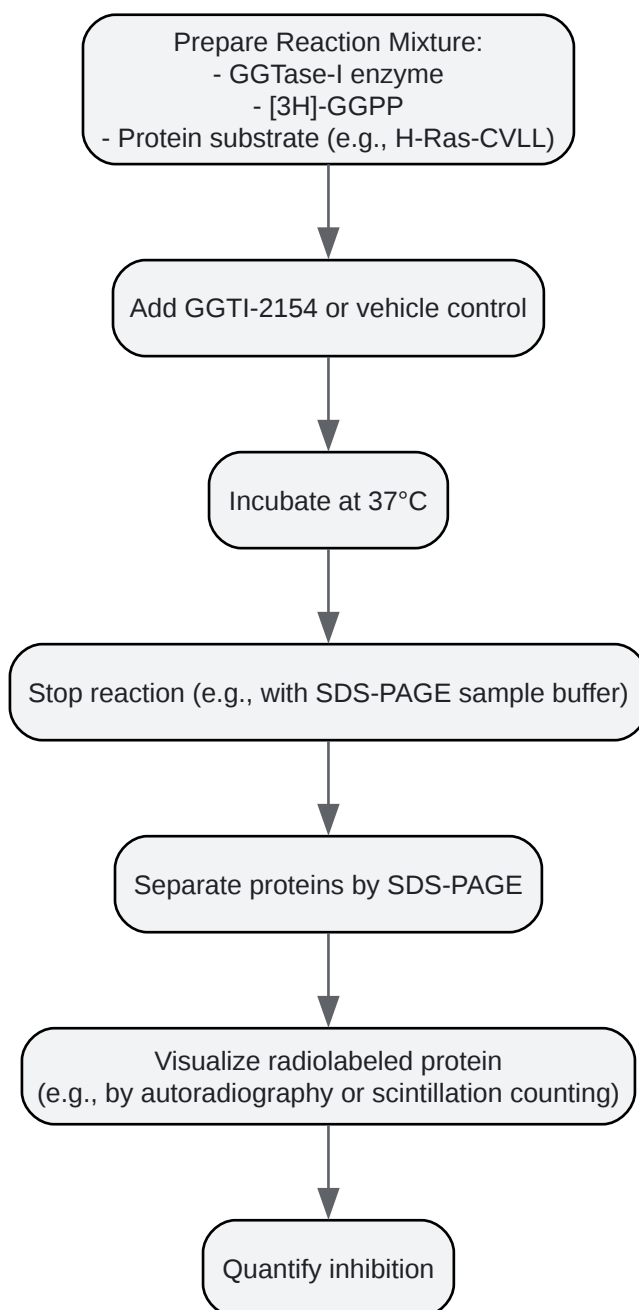 Prepare Reaction Mixture:
- GGTase-I enzyme
- [3H]-GGPP
- Protein substrate (e.g., H-Ras-CVLL)
Add GGTI-2154 or vehicle control
Incubate at 37°C
Stop reaction (e.g., with SDS-PAGE sample buffer)
Separate proteins by SDS-PAGE
Visualize radiolabeled protein
(e.g., by autoradiography or scintillation counting)
Quantify inhibition